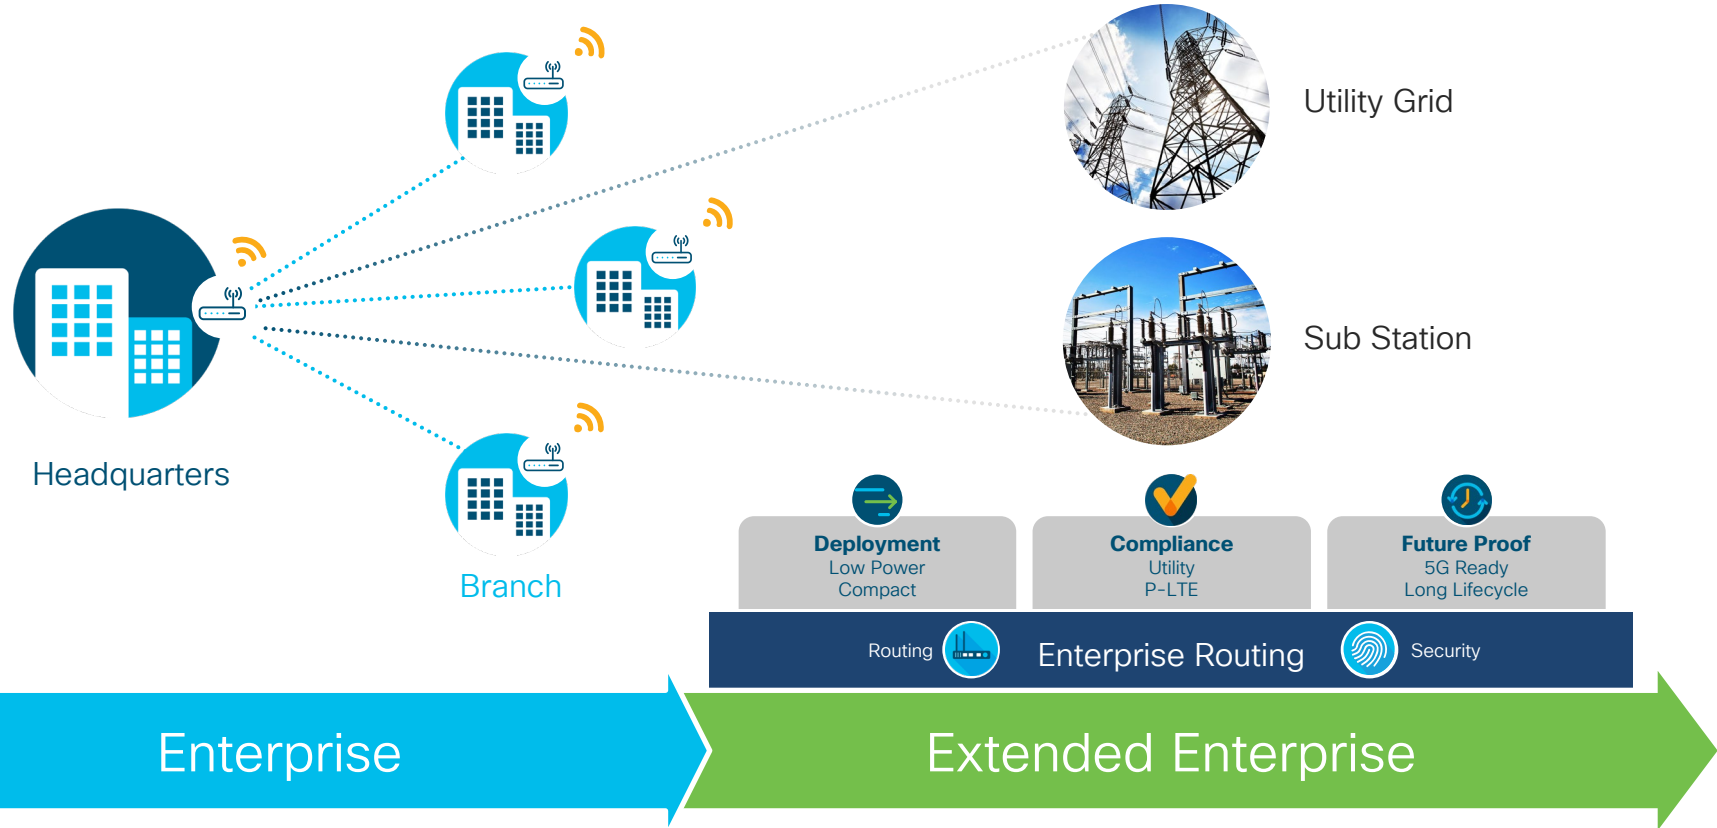 Utility Grid
Sub Station
Headquarters
Branch
Deployment
Low Power
Compact
Compliance
Utility
P-LTE
Future Proof
5G Ready
Long Lifecycle
Routing
Enterprise Routing
Security
Enterprise
Extended Enterprise